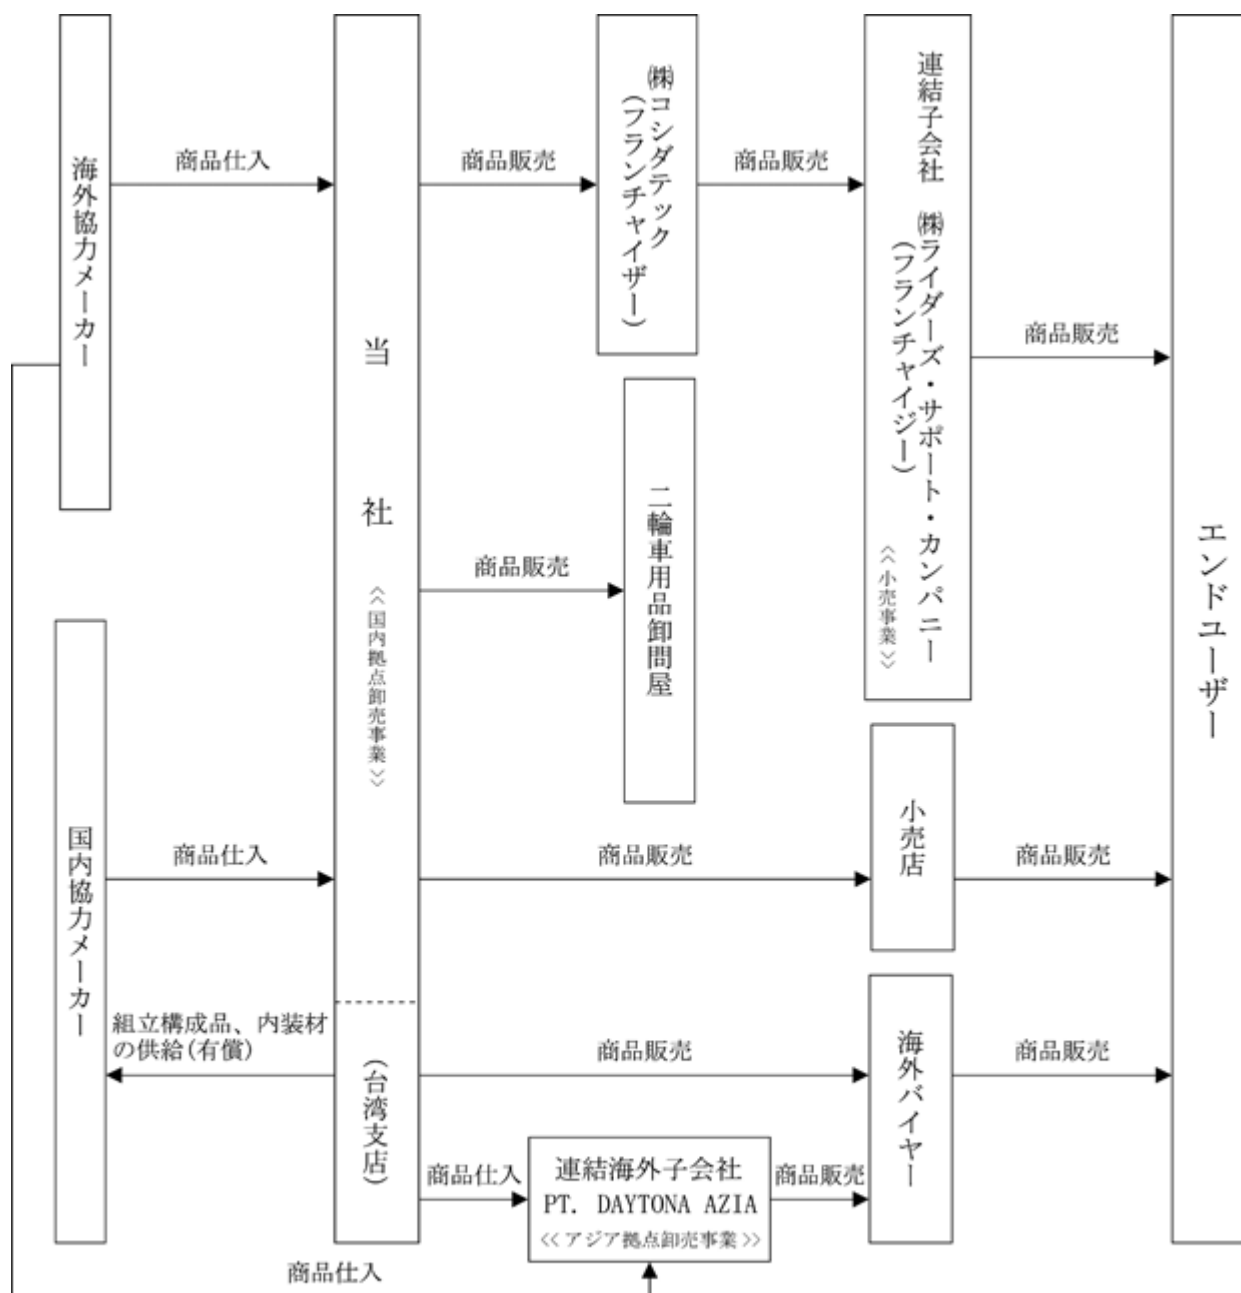 海外協力メーカー
商品仕入
当社
≪国内拠点卸売事業≫
(台湾支店)
商品販売
㈱コシダテック
(フランチャイザー)
商品販売
連結子会社 ㈱ライダーズ・サポート・カンパニー
(フランチャイジー)
≪小売事業≫
商品販売
エンドユーザー
商品販売
二輪車用品卸問屋
国内協力メーカー
商品仕入
商品販売
小売店
商品販売
組立構成品、内装材
の供給(有償)
商品販売
海外バイヤー
商品販売
商品仕入
連結海外子会社
PT. DAYTONA AZIA
≪アジア拠点卸売事業≫
商品販売
商品仕入